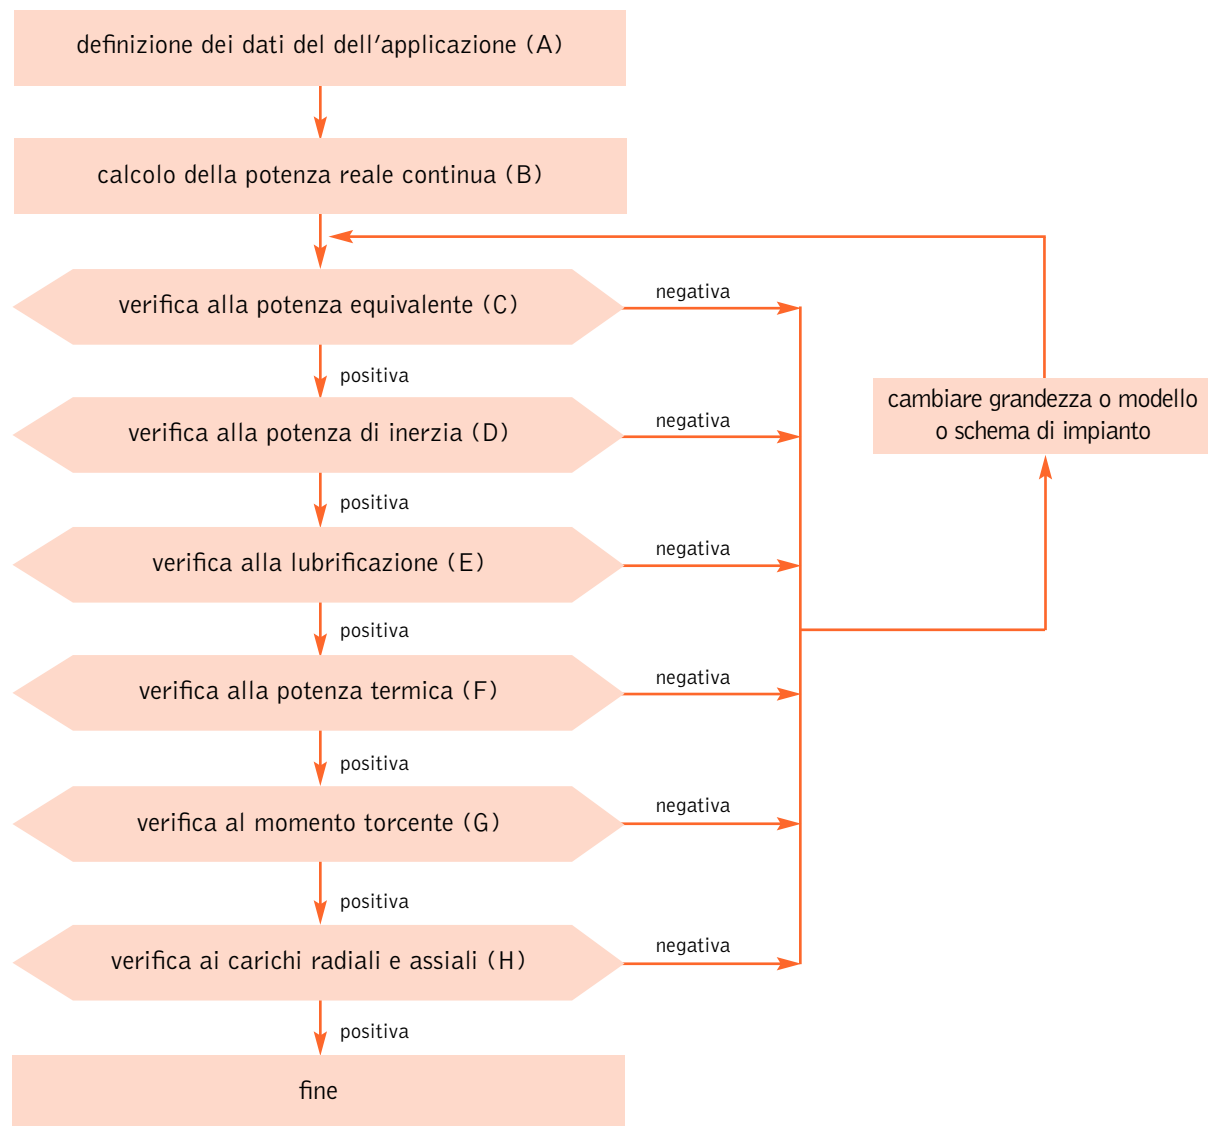 definizione dei dati del dell'applicazione (A)
calcolo della potenza reale continua (B)
verifica alla potenza equivalente (C)
negativa
positiva
cambiare grandezza o modello
o schema di impianto
verifica alla potenza di inerzia (D)
negativa
positiva
verifica alla lubrificazione (E)
negativa
positiva
verifica alla potenza termica (F)
negativa
positiva
verifica al momento torcente (G)
negativa
positiva
verifica ai carichi radiali e assiali (H)
negativa
positiva
fine